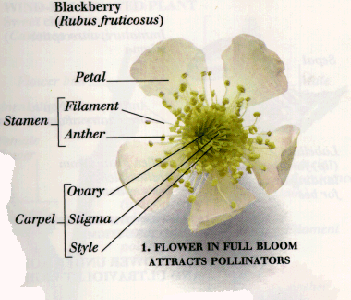 Blackberry
(Rubus fruticosus)
Petal
Stamen
Filament
Anther
Carpel
Ovary
Stigma
Style
1. FLOWER IN FULL BLOOM
ATTRACTS POLLINATORS